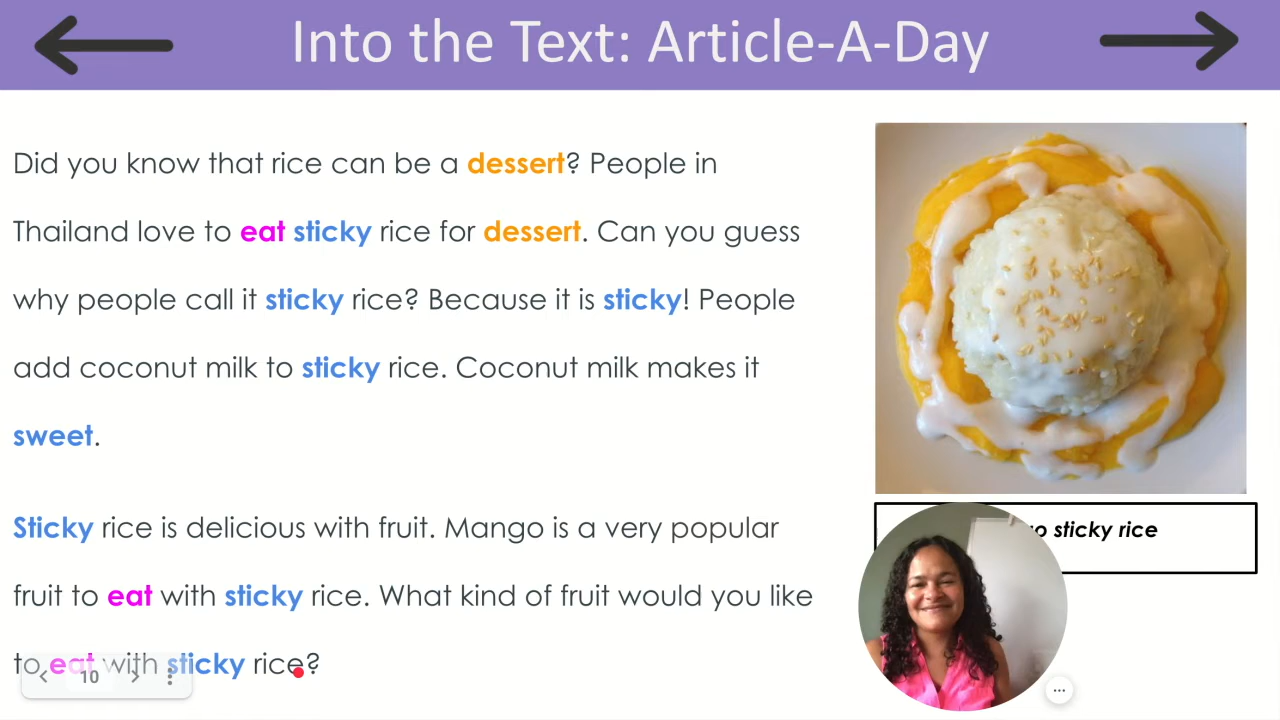 Into the Text: Article-A-Day
Did you know that rice can be a dessert? People in
Thailand love to eat sticky rice for dessert. Can you guess
why people call it sticky rice? Because it is sticky! People
add coconut milk to sticky rice. Coconut milk makes it
sweet.
Sticky rice is delicious with fruit. Mango is a very popular
fruit to eat with sticky rice. What kind of fruit would you like
to eat with sticky rice?
sticky rice
10